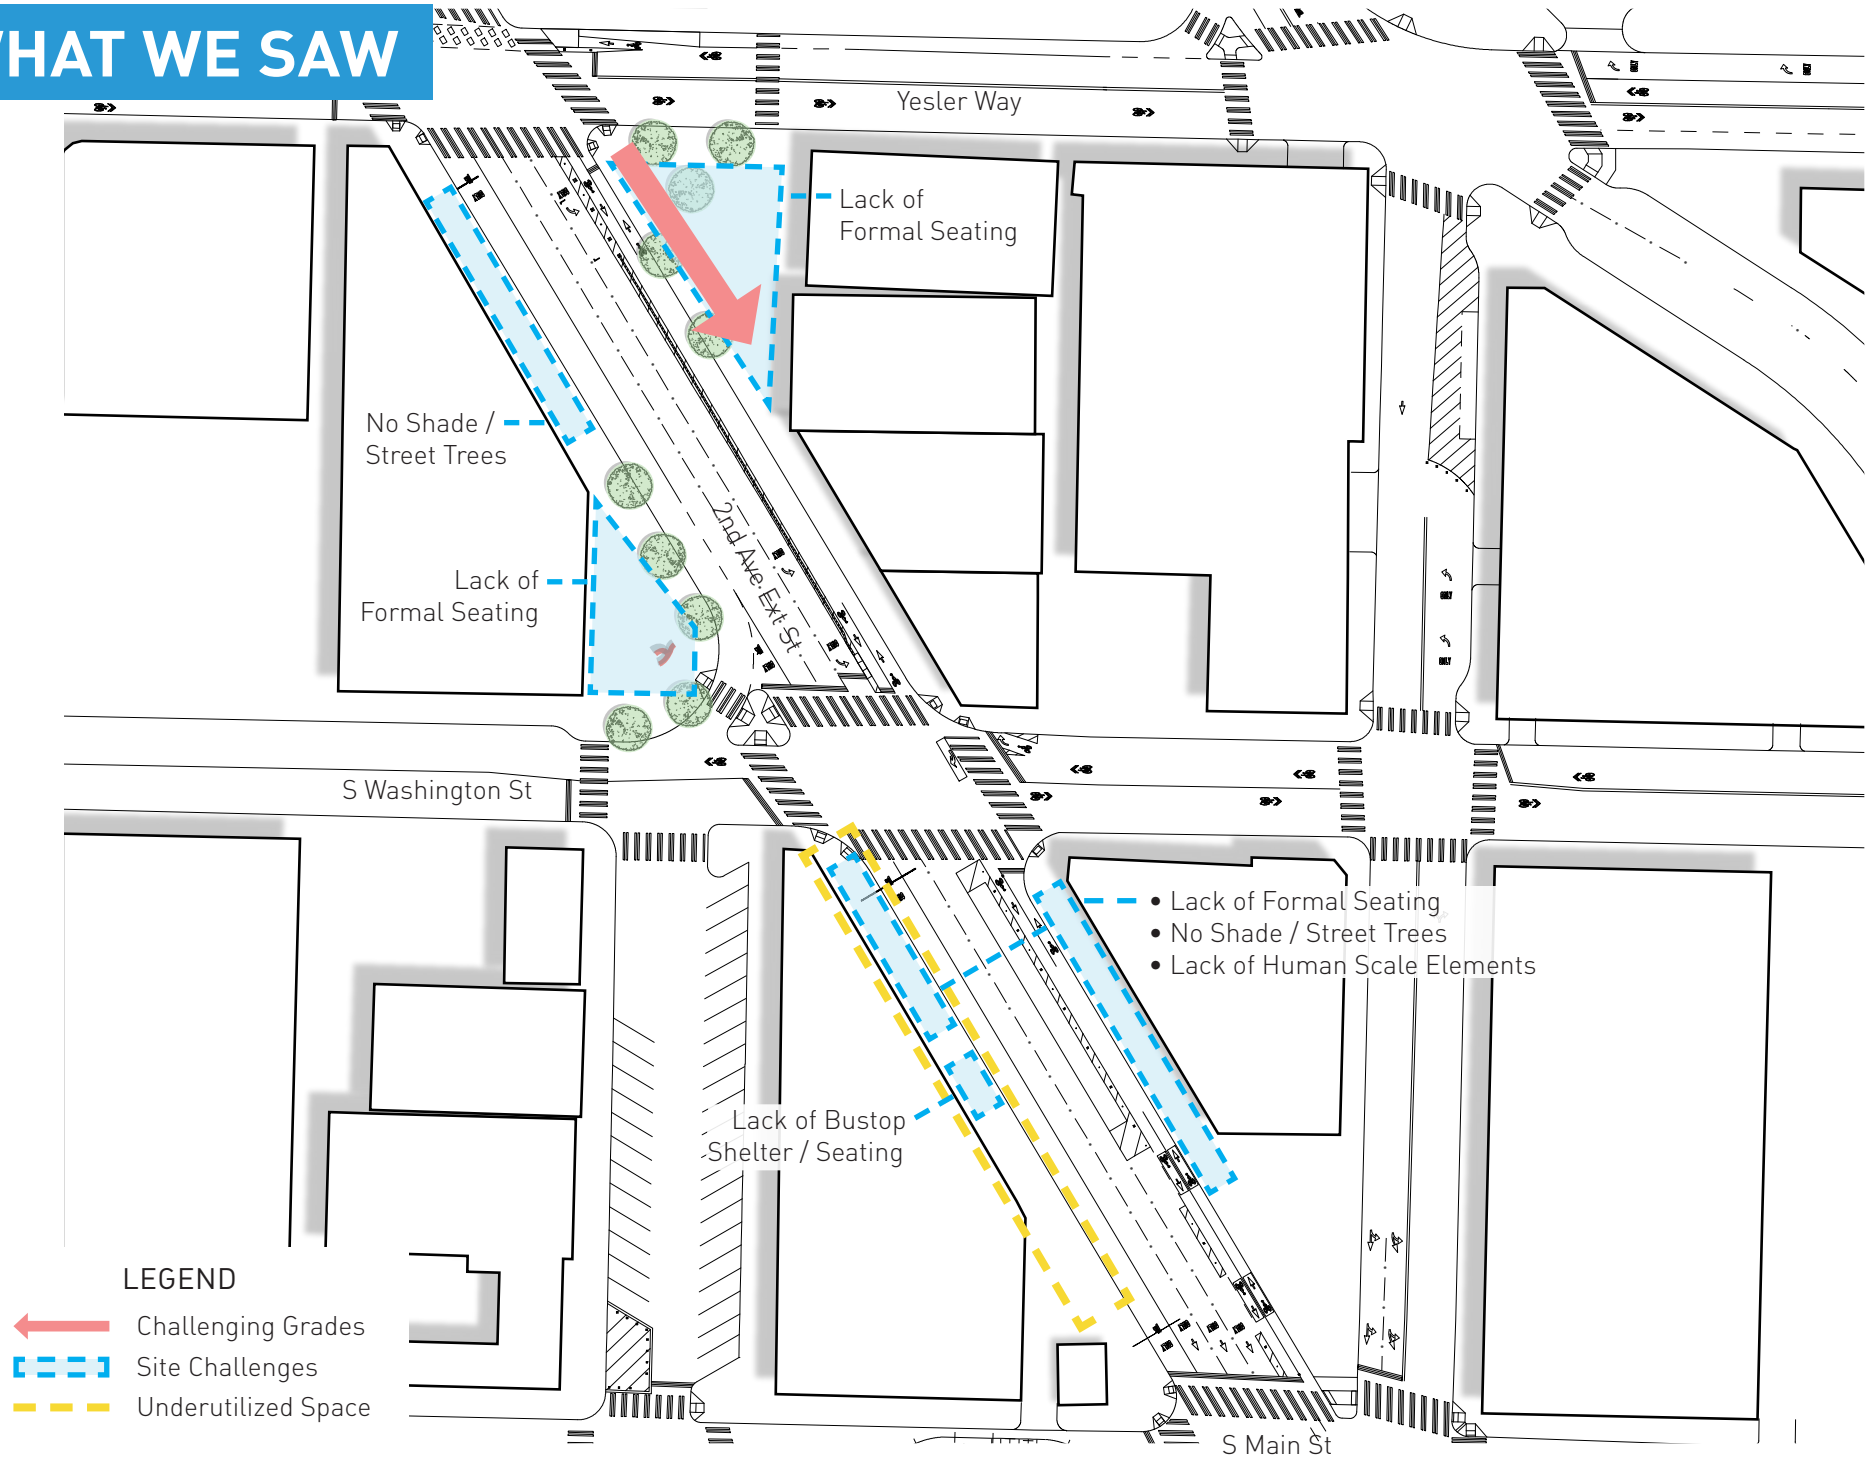 HAT WE SAW
Yesler Way
Lack of
Formal Seating
No Shade /
Street Trees
2nd Ave Ext St
Lack of
Formal Seating
S Washington St
• Lack of Formal Seating
• No Shade / Street Trees
• Lack of Human Scale Elements
Lack of Bustop
Shelter / Seating
LEGEND
Challenging Grades
Site Challenges
Underutilized Space
S Main St